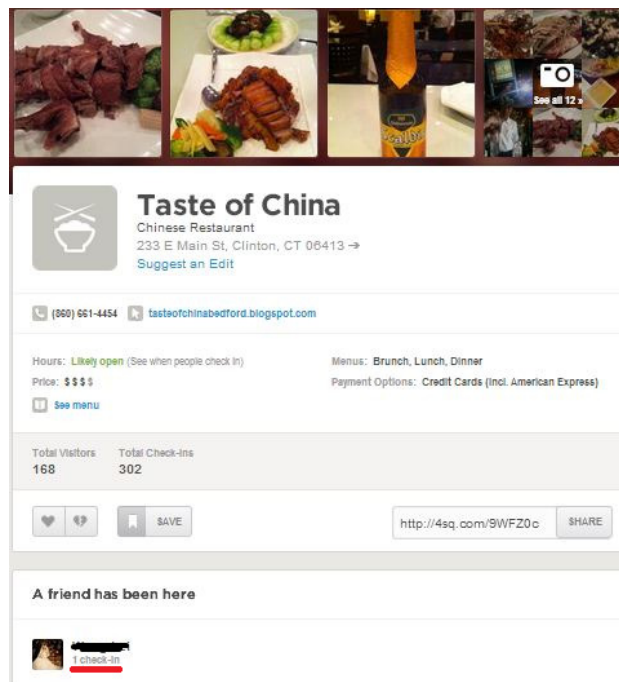 See all 12 »
Taste of China
Chinese Restaurant
233 E Main St, Clinton, CT 06413 →
Suggest an Edit
(860) 661-4454 tasteofchinabedford.blogspot.com
Hours: Likely open (See when people check in) Menus: Brunch, Lunch, Dinner
Price: $$$$ Payment Options: Credit Cards (incl. American Express)
See menu
Total Visitors Total Check-ins
168 302
SAVE http://4sq.com/9WFZ0c SHARE
A friend has been here
1 check-in